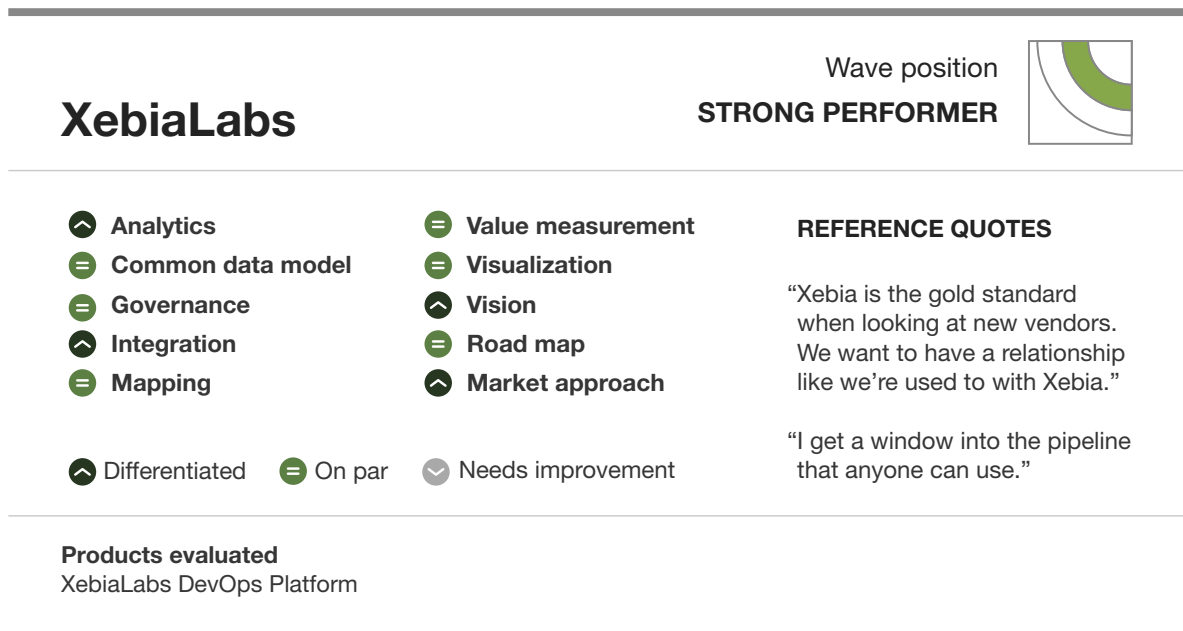 XebiaLabs
Wave position
STRONG PERFORMER
Analytics
Common data model
Governance
Integration
Mapping
Value measurement
Visualization
Vision
Road map
Market approach
Differentiated
On par
Needs improvement
REFERENCE QUOTES
“Xebia is the gold standard
when looking at new vendors.
We want to have a relationship
like we’re used to with Xebia.”
“I get a window into the pipeline
that anyone can use.”
Products evaluated
XebiaLabs DevOps Platform